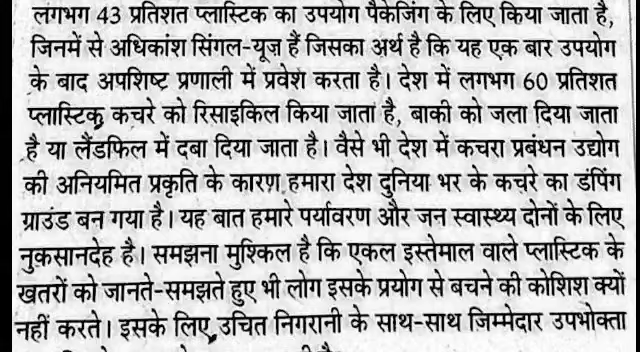 लगभग 43 प्रतिशत प्लास्टिक का उपयोग पैकेजिंग के लिए किया जाता है,
जिनमें से अधिकांश सिंगल-यूज़ हैं जिसका अर्थ है कि यह एक बार उपयोग
के बाद अपशिष्ट प्रणाली में प्रवेश करता है। देश में लगभग 60 प्रतिशत
प्लास्टिक कचरे को रिसाइकिल किया जाता है, बाकी को जला दिया जाता
है या लैंडफिल में दबा दिया जाता है। वैसे भी देश में कचरा प्रबंधन उद्योग
की अनियमित प्रकृति के कारण हमारा देश दुनिया भर के कचरे का डंपिंग
ग्राउंड बन गया है। यह बात हमारे पर्यावरण और जन स्वास्थ्य दोनों के लिए
नुकसानदेह है। समझना मुश्किल है कि एकल इस्तेमाल वाले प्लास्टिक के
खतरों को जानते-समझते हुए भी लोग इसके प्रयोग से बचने की कोशिश क्यों
नहीं करते। इसके लिए उचित निगरानी के साथ-साथ जिम्मेदार उपभोक्ता